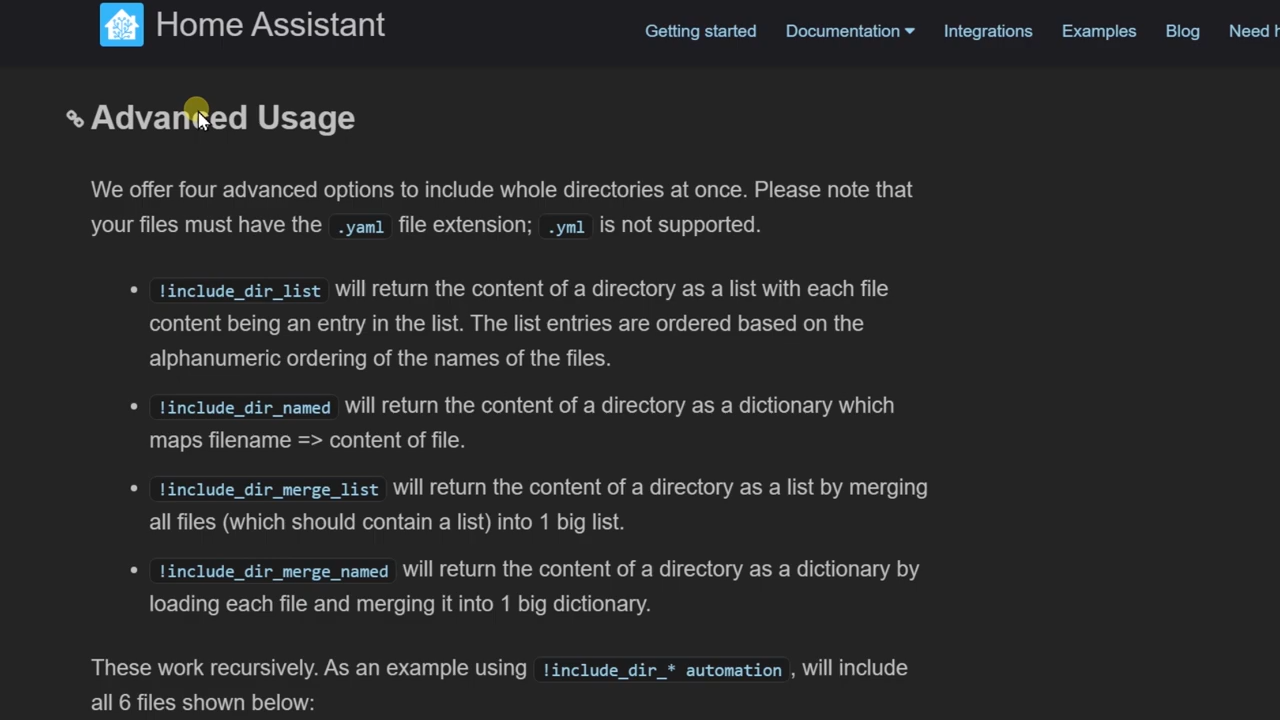 Home Assistant
Getting started Documentation Integrations Examples Blog Need
Advanced Usage
We offer four advanced options to include whole directories at once. Please note that
your files must have the .yaml file extension; .yml is not supported.
!include_dir_list will return the content of a directory as a list with each file
content being an entry in the list. The list entries are ordered based on the
alphanumeric ordering of the names of the files.
!include_dir_named will return the content of a directory as a dictionary which
maps filename => content of file.
!include_dir_merge_list will return the content of a directory as a list by merging
all files (which should contain a list) into 1 big list.
!include_dir_merge_named will return the content of a directory as a dictionary by
loading each file and merging it into 1 big dictionary.
These work recursively. As an example using !include_dir_* automation, will include
all 6 files shown below: